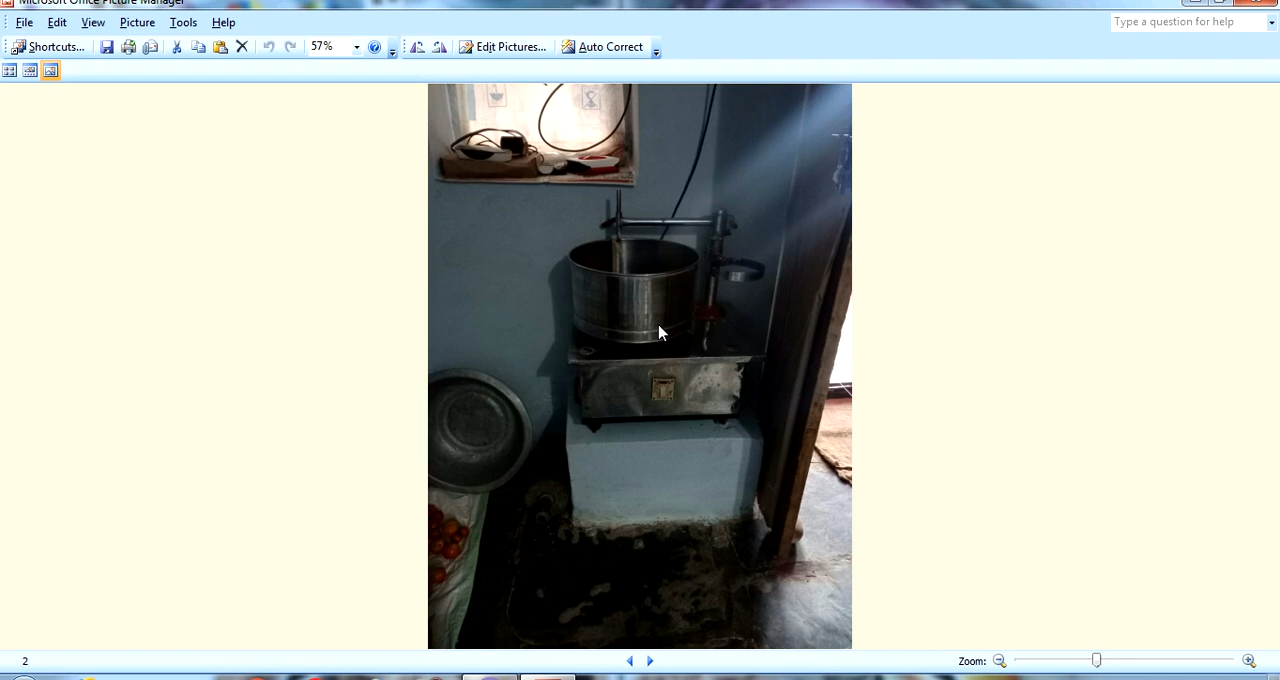 Microsoft Office Picture Manager
File Edit View Picture Tools Help
Type a question for help
Shortcuts... 57% Edit Pictures... Auto Correct
2
Zoom: